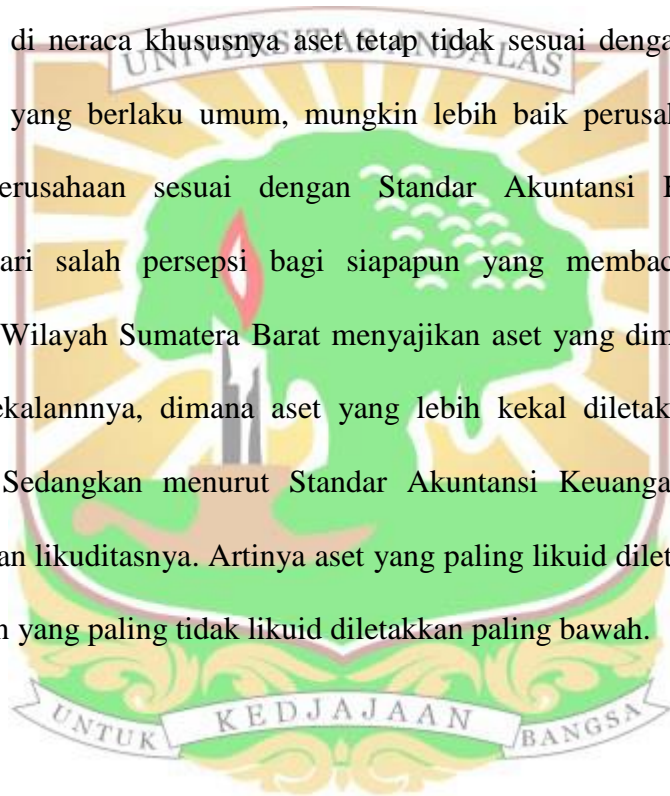 di neraca khususnya aset tetap tidak sesuai denga
UNIVERSITAS ANDALAS
yang berlaku umum, mungkin lebih baik perusa
erusahaan sesuai dengan Standar Akuntansi
ari salah persepsi bagi siapapun yang membac
Wilayah Sumatera Barat menyajikan aset yang dim
ekalannnya, dimana aset yang lebih kekal diletak
Sedangkan menurut Standar Akuntansi Keuanga
an likuditasnya. Artinya aset yang paling likuid dilet
n yang paling tidak likuid diletakkan paling bawah.
UNTUK KEDJAJAAN BANGSA